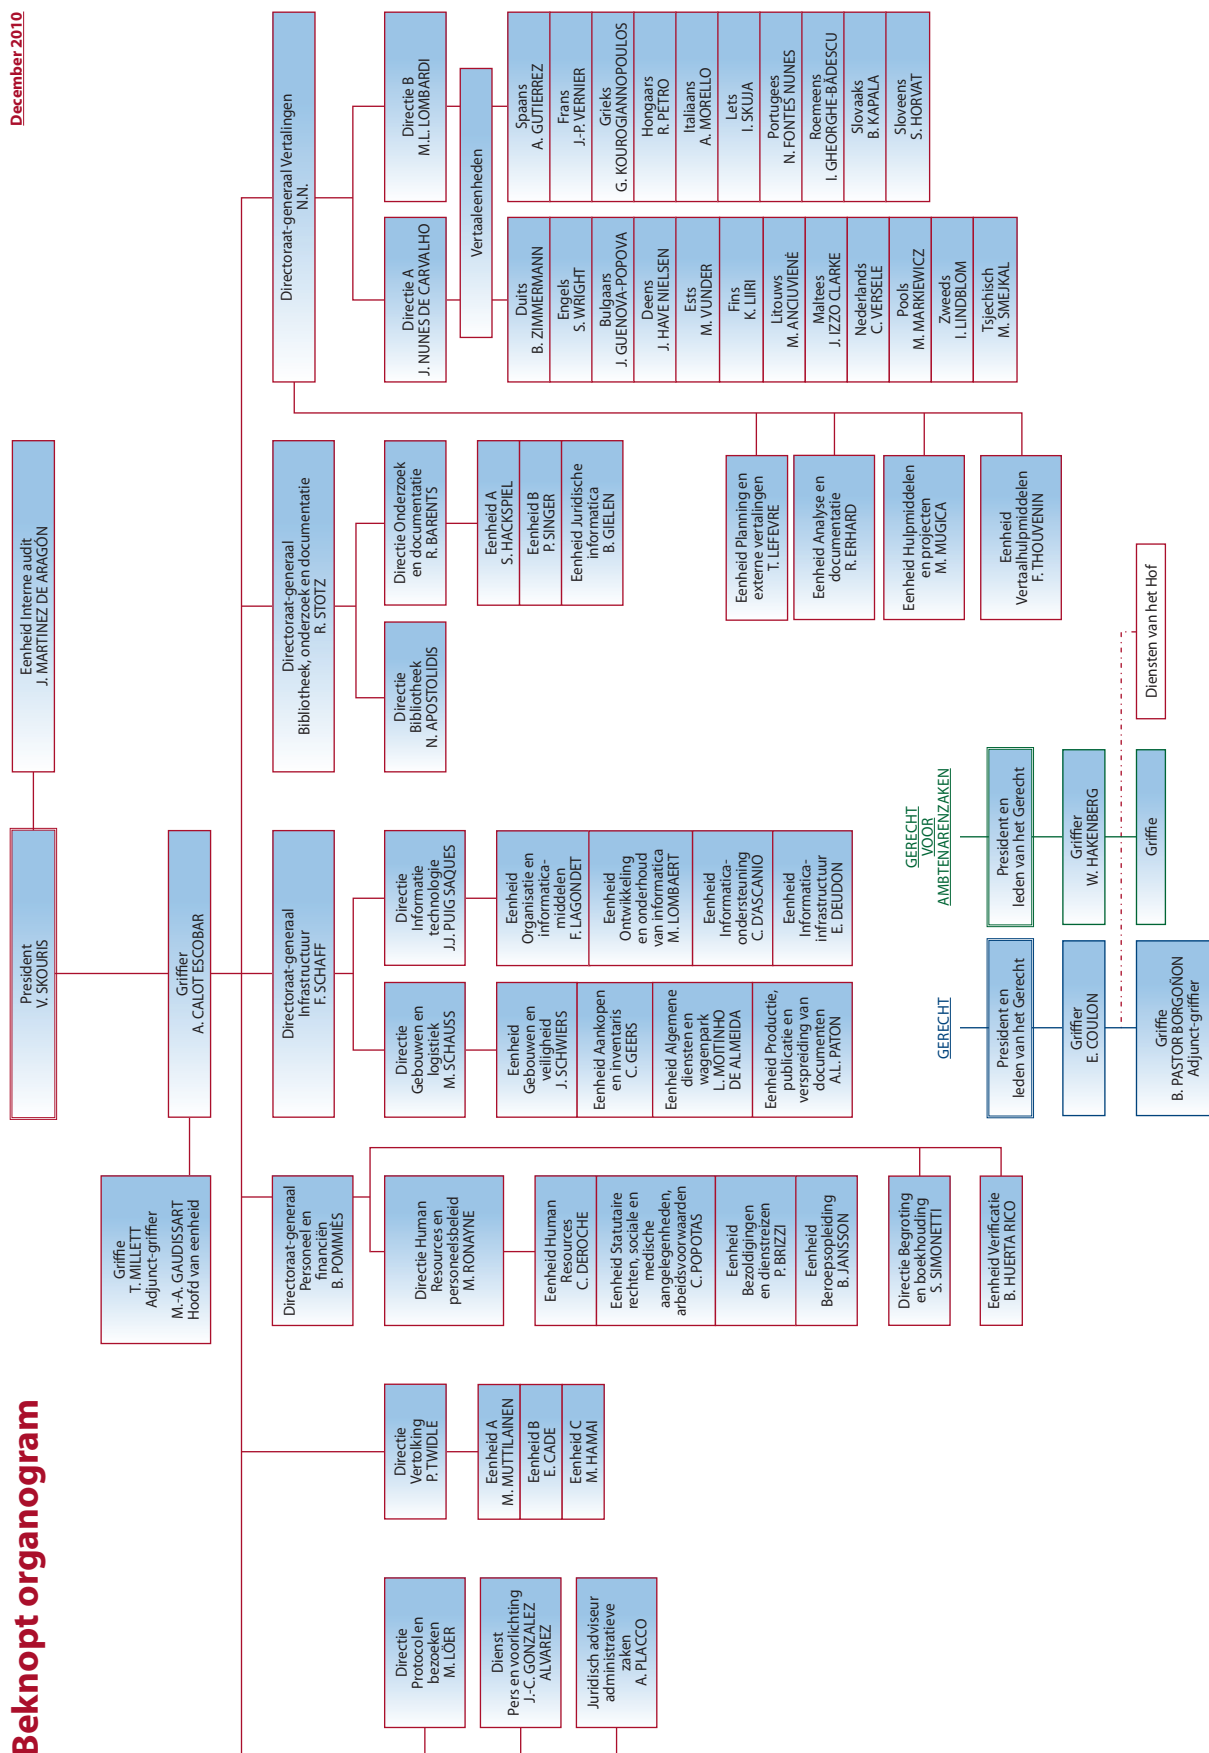 Beknopt organogram
December 2010
President
V. SKOURIS
Eenheid Interne audit
J. MARTINEZ DE ARAGÓN
Griffie
T. MILLETT
Adjunct-griffier
M.-A. GAUDISSART
Hoofd van eenheid
Griffier
A. CALOT ESCOBAR
Directie
Protocol en
bezoeken
M. LÖER
Dienst
Pers en voorlichting
J.-C. GONZALEZ
ALVAREZ
Juridisch adviseur
administratieve
zaken
A. PLACCO
Directie
Vertolking
P. TWIDLE
Eenheid A
M. MUTTILAINEN
Eenheid B
E. CADE
Eenheid C
M. HAMAI
Directoraat-generaal
Personeel en
financiën
B. POMMIÈS
Directie Human
Resources en
personeelsbeleid
M. RONAYNE
Eenheid Human
Resources
C. DEROCHE
Eenheid Statutaire
rechten, sociale en
medische
aangelegenheden,
arbeidsvoorwaarden
C. POPOTAS
Eenheid
Bezoldigingen
en dienstreizen
P. BRIZZI
Eenheid
Beroepsopleiding
B. JANSSON
Directie Begroting
en boekhouding
S. SIMONETTI
Eenheid Verificatie
B. HUERTA RICO
Directoraat-generaal
Infrastructuur
F. SCHAFF
Directie
Gebouwen en
logistiek
M. SCHAUSS
Eenheid
Gebouwen en
veiligheid
J. SCHWIERS
Eenheid Aankopen
en inventaris
C. GEERS
Eenheid Algemene
diensten en
wagenpark
L. MOITINHO
DE ALMEIDA
Eenheid Productie,
publicatie en
verspreiding van
documenten
A.L. PATON
Directie
Informatie
technologie
J.J. PUIG SAQUÉS
Eenheid
Organisatie en
informatica-
middelen
F. LAGONDET
Eenheid
Ontwikkeling
en onderhoud
van informatica
M. LOMBAERT
Eenheid
Informatica-
ondersteuning
C. D'ASCANIO
Eenheid
Informatica-
infrastructuur
E. DEUDON
Directoraat-generaal
Bibliotheek, onderzoek en documentatie
R. STOTZ
Directie
Bibliotheek
N. APOSTOLIDIS
Directie Onderzoek
en documentatie
R. BARENTS
Eenheid A
S. HACKSPIEL
Eenheid B
P. SINGER
Eenheid Juridische
informatica
B. GIELEN
Directoraat-generaal Vertalingen
N.N.
Directie A
J. NUNES DE CARVALHO
Directie B
M.L. LOMBARDI
Vertaaleenheden
Duits
B. ZIMMERMANN
Engels
S. WRIGHT
Bulgaars
J. GUENOVA-POPOVA
Deens
J. HAVE NIELSEN
Ests
M. VUNDER
Fins
K. LIIRI
Litouws
M. ANCIUVIENĖ
Maltees
J. IZZO CLARKE
Nederlands
C. VERSELE
Pools
M. MARKIEWICZ
Zweeds
I. LINDBLOM
Tsjechisch
M. SMEJKAL
Spaans
A. GUTIERREZ
Frans
J.-P. VERNIER
Grieks
G. KOUROGIANNOPOULOS
Hongaars
R. PETRO
Italiaans
A. MORELLO
Lets
I. SKUJA
Portugees
N. FONTES NUNES
Roemeens
I. GHEORGHE-BĂDESCU
Slovaaks
B. KAPALA
Sloveens
S. HORVAT
Eenheid Planning en
externe vertalingen
T. LEFEVRE
Eenheid Analyse en
documentatie
R. ERHARD
Eenheid Hulpmiddelen
en projecten
M. MUGICA
Eenheid
Vertaalhulpmiddelen
F. THOUVENIN
GERECHT
President en
leden van het Gerecht
Griffier
E. COULON
Griffie
B. PASTOR BORGOÑON
Adjunct-griffier
GERECHT
VOOR
AMBTENARENZAKEN
President en
leden van het Gerecht
Griffier
W. HAKENBERG
Griffie
Diensten van het Hof